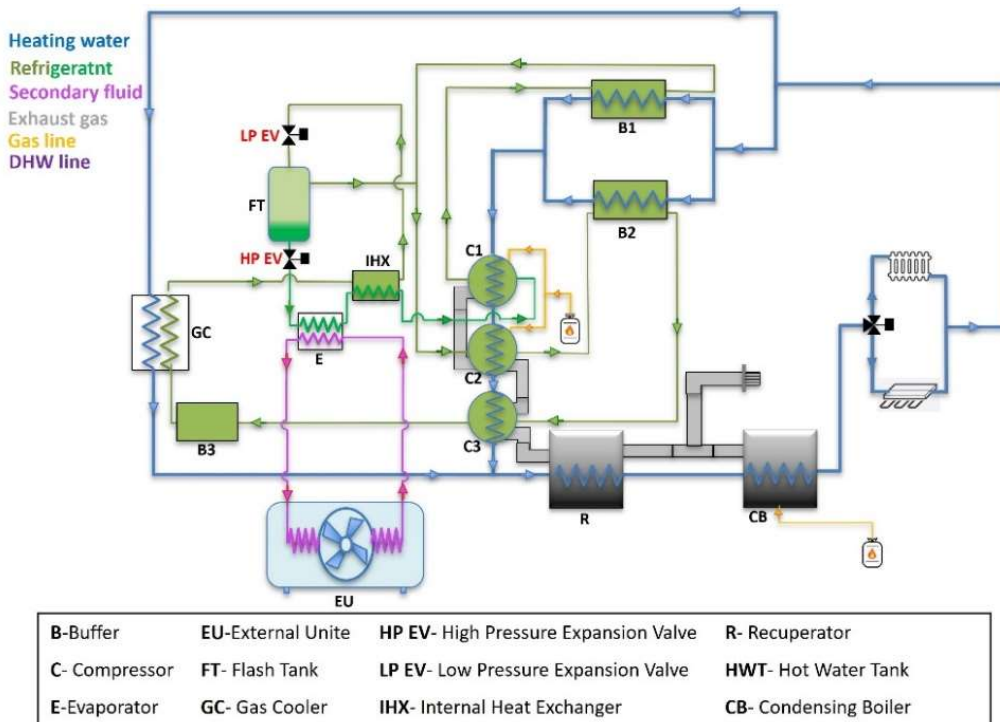 Heating water
Refrigeratnt
Secondary fluid
Exhaust gas
Gas line
DHW line
LP EV
FT
HP EV
IHX
GC
E
B3
EU
B1
B2
C1
C2
C3
R
CB
B-Buffer EU-External Unite HP EV- High Pressure Expansion Valve R- Recuperator
C- Compressor FT- Flash Tank LP EV- Low Pressure Expansion Valve HWT- Hot Water Tank
E-Evaporator GC- Gas Cooler IHX- Internal Heat Exchanger CB- Condensing Boiler